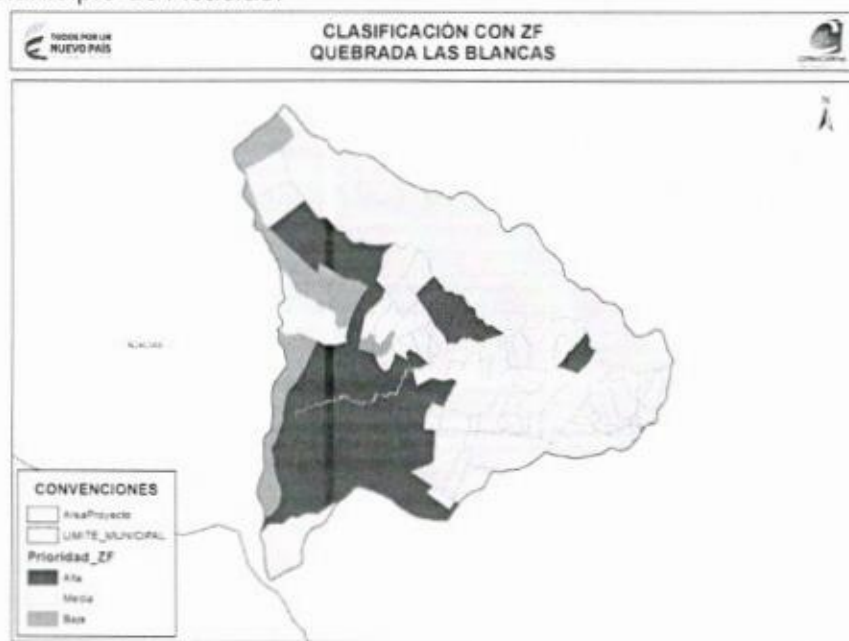 TODOS POR UN
NUEVO PAÍS
CLASIFICACIÓN CON ZF
QUEBRADA LAS BLANCAS
N
CONVENCIONES
AreaProyecto
LIMITE_MUNICIPAL
Prioridad_ZF
Alta
Media
Baja